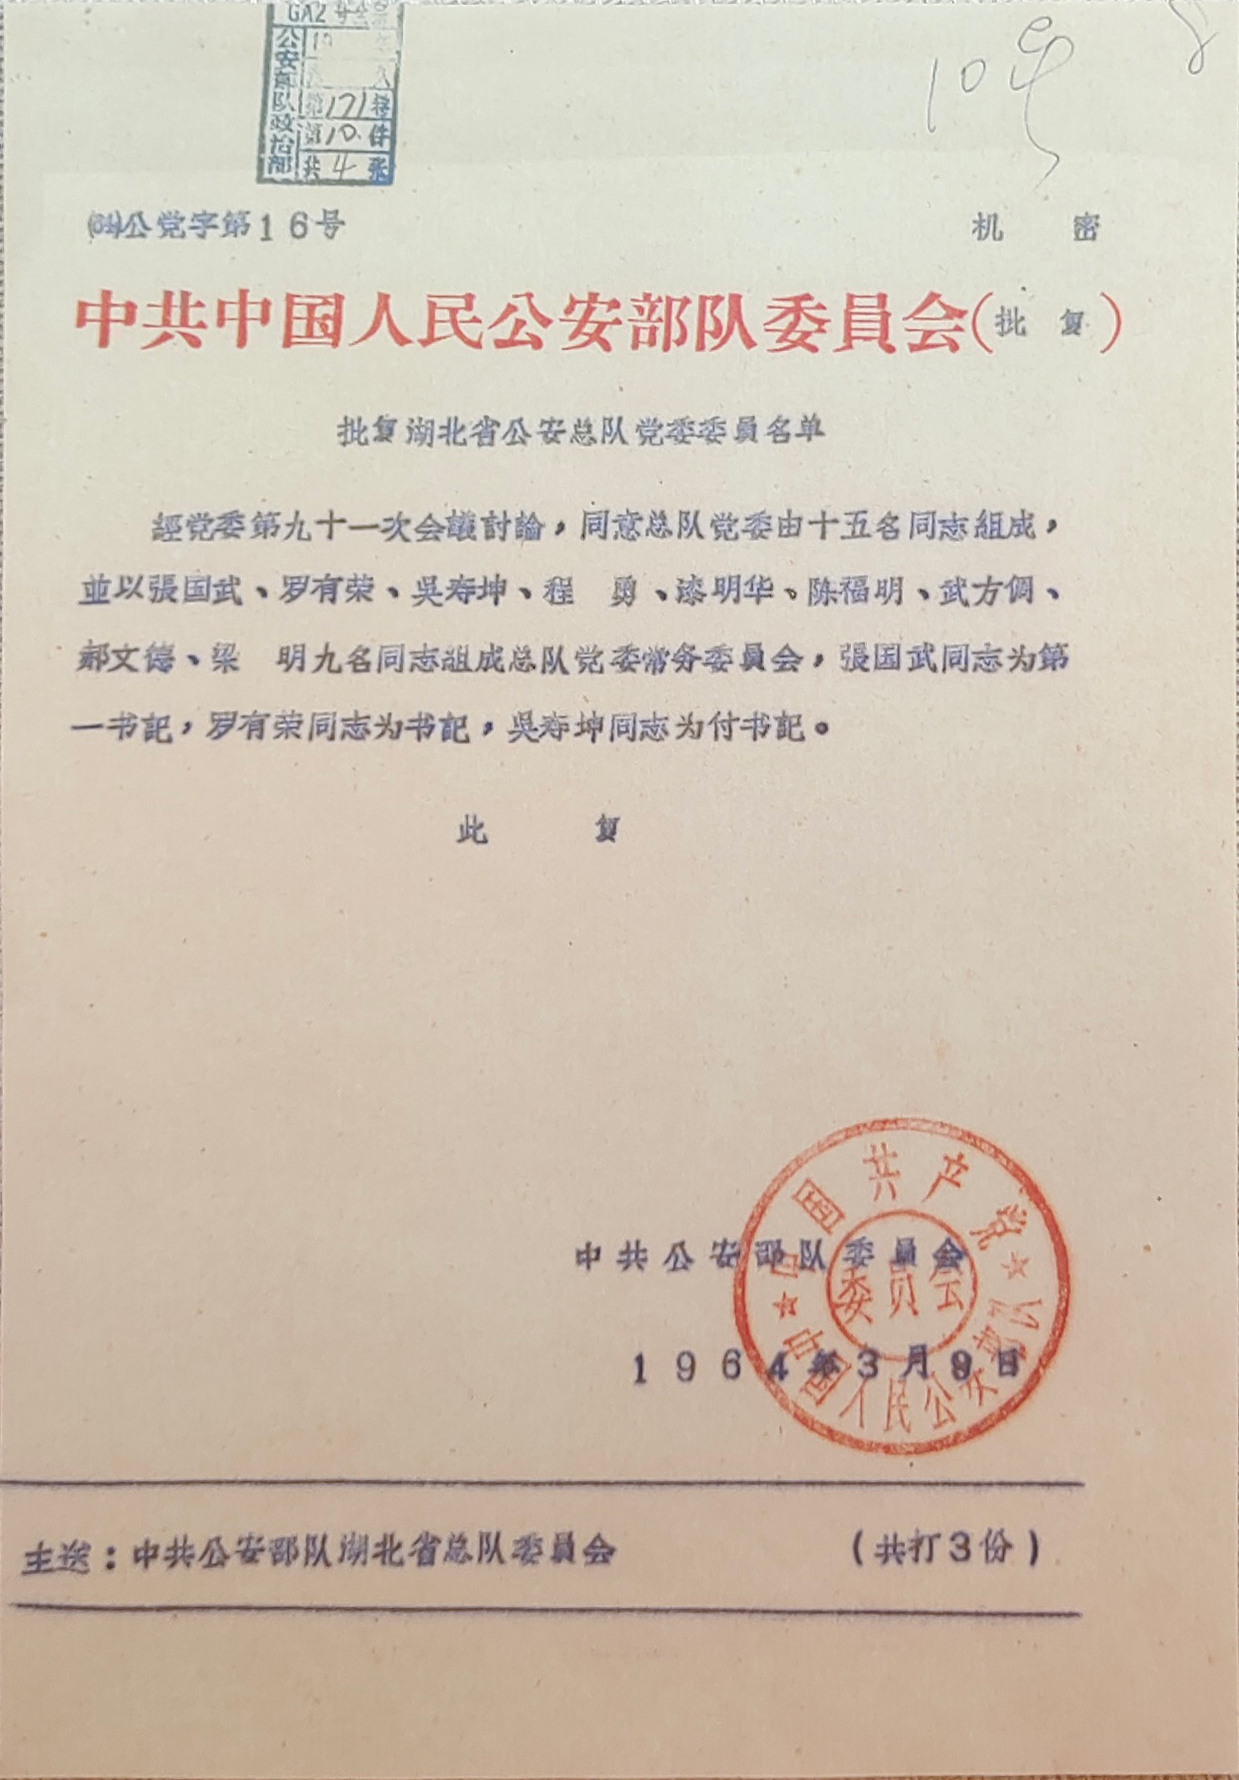 GA2
公安部队政治部
第171
第10.件
共4张
10
公党字第16号 机 密
中共中国人民公安部队委員会(批 复)
批复湖北省公安总队党委委員名单
經党委第九十一次会議討論，同意总队党委由十五名同志組成，
並以張国武、罗有荣、吳寿坤、程 勇、漆明华、陈福明、武方倜、
郝文德、梁 明九名同志組成总队党委常务委員会，張国武同志为第
一书記，罗有荣同志为书記，吳寿坤同志为付书記。
此 复
中共公安部队委員会
1964年3月9日
中国共产党
中国人民公安部队
委员会
主送：中共公安部队湖北省总队委員会 (共打3份)